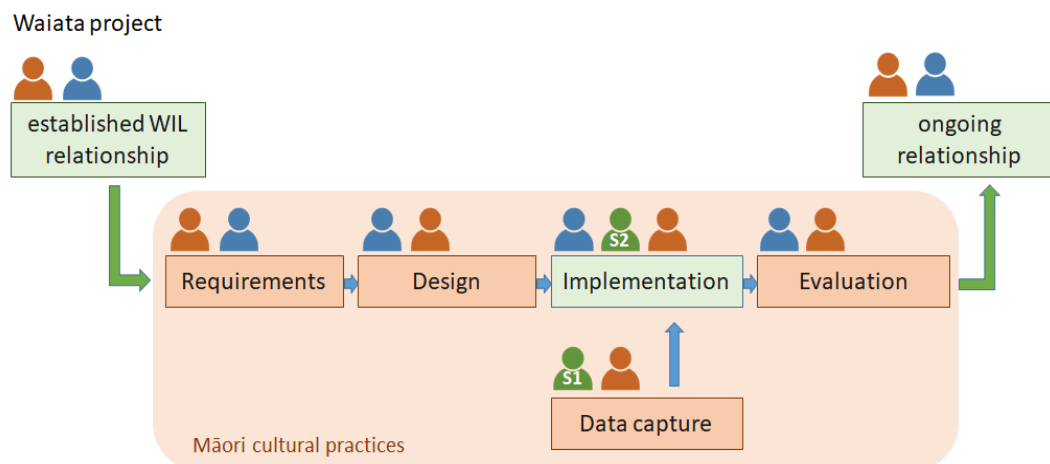 Waiata project
established WIL
relationship
ongoing
relationship
Requirements
Design
S2
Implementation
Evaluation
S1
Data capture
Māori cultural practices